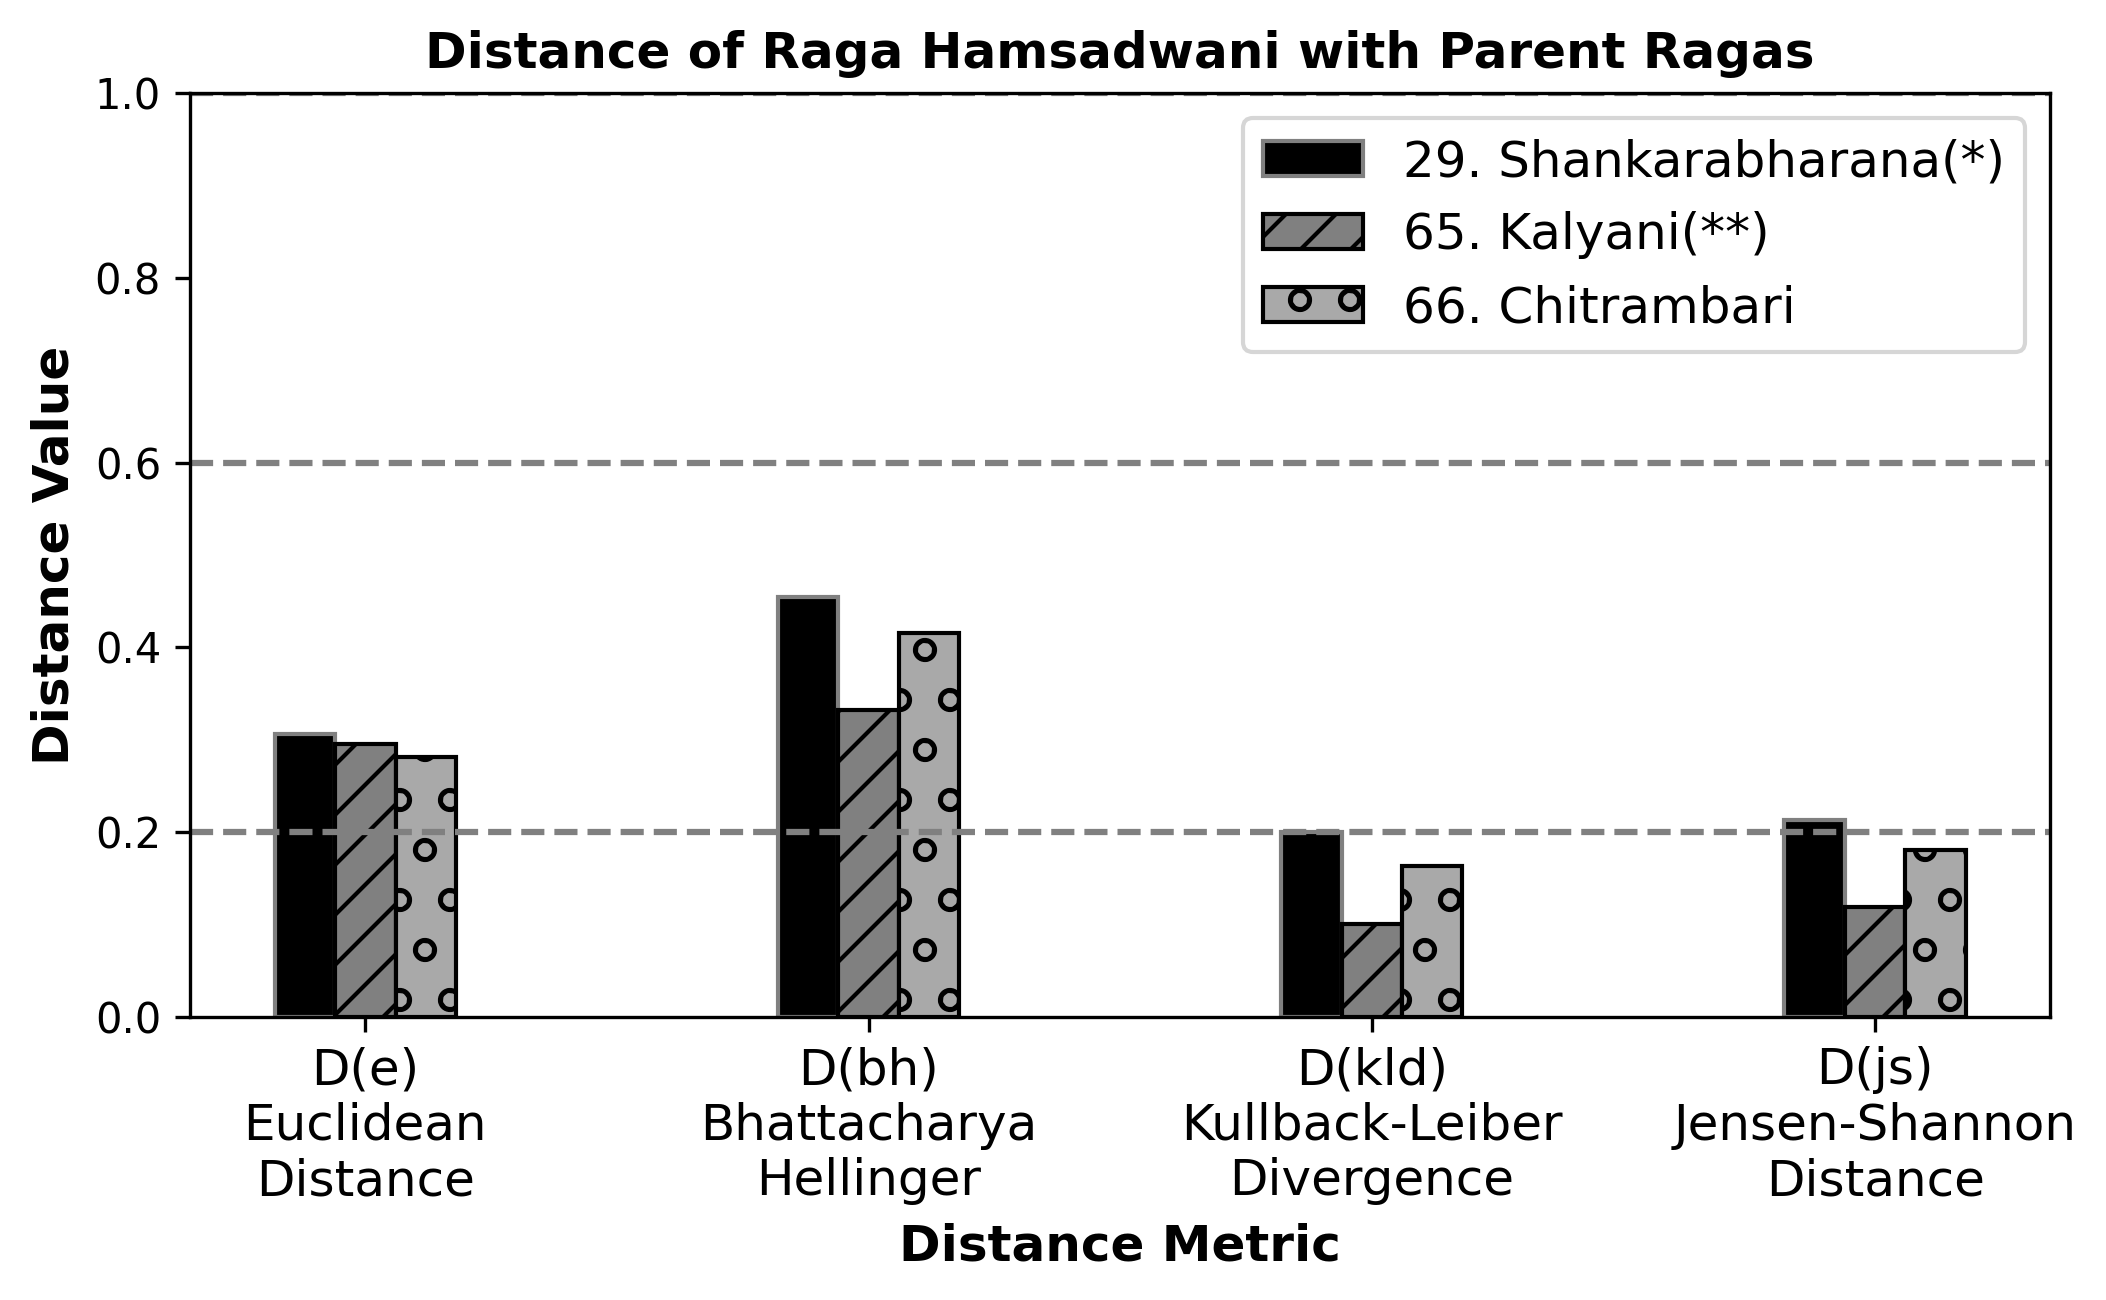 Distance of Raga Hamsadwani with Parent Ragas
1.0
0.8
0.6
0.4
0.2
0.0
Distance Value
29. Shankarabharana(*)
65. Kalyani(**)
66. Chitrambari
D(e)
Euclidean
Distance
D(bh)
Bhattacharya
Hellinger
D(kld)
Kullback-Leiber
Divergence
D(js)
Jensen-Shannon
Distance
Distance Metric